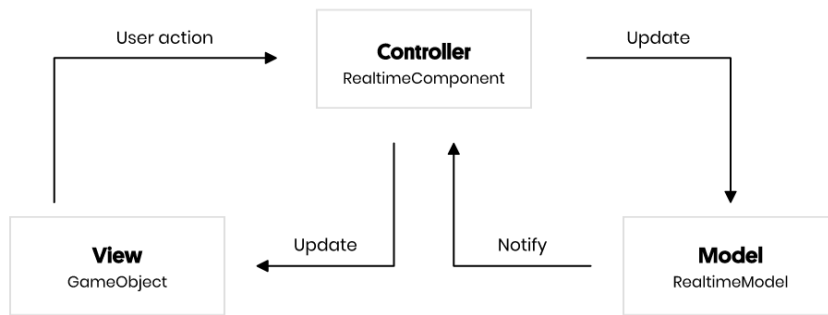 User action
Controller
RealtimeComponent
Update
View
GameObject
Update
Notify
Model
RealtimeModel